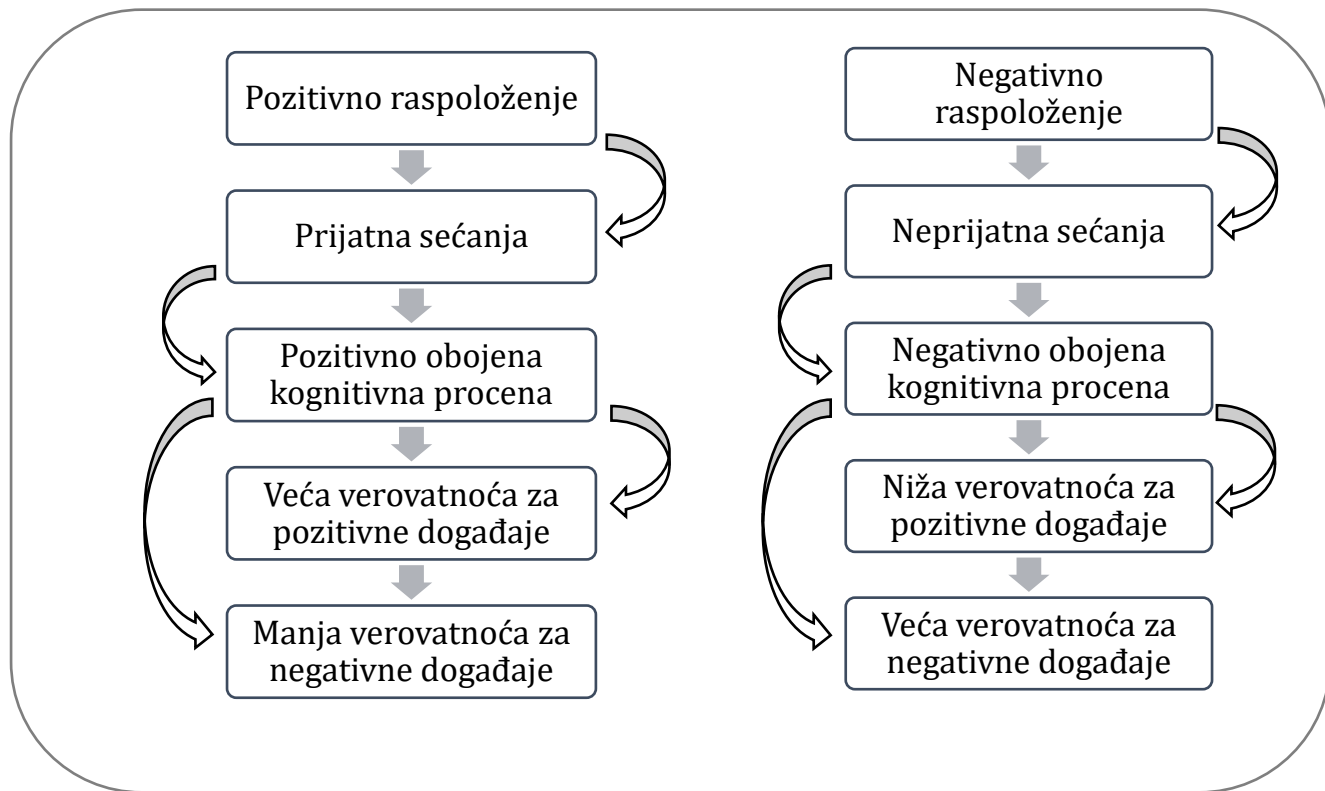 Pozitivno raspoloženje
Prijatna sećanja
Pozitivno obojena
kognitivna procena
Veća verovatnoća za
pozitivne događaje
Manja verovatnoća za
negativne događaje
Negativno
raspoloženje
Neprijatna sećanja
Negativno obojena
kognitivna procena
Niža verovatnoća za
pozitivne događaje
Veća verovatnoća za
negativne događaje